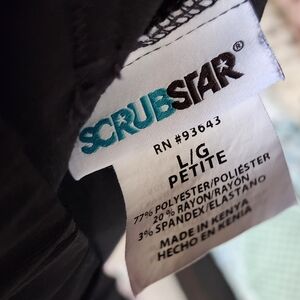 SCRUBSTAR®
RN #93643
L/G
PETITE
77% POLYESTER/POLIÉSTER
20% RAYON/RAYÓN
3% SPANDEX/ELASTANO
MADE IN KENYA
HECHO EN KENIA